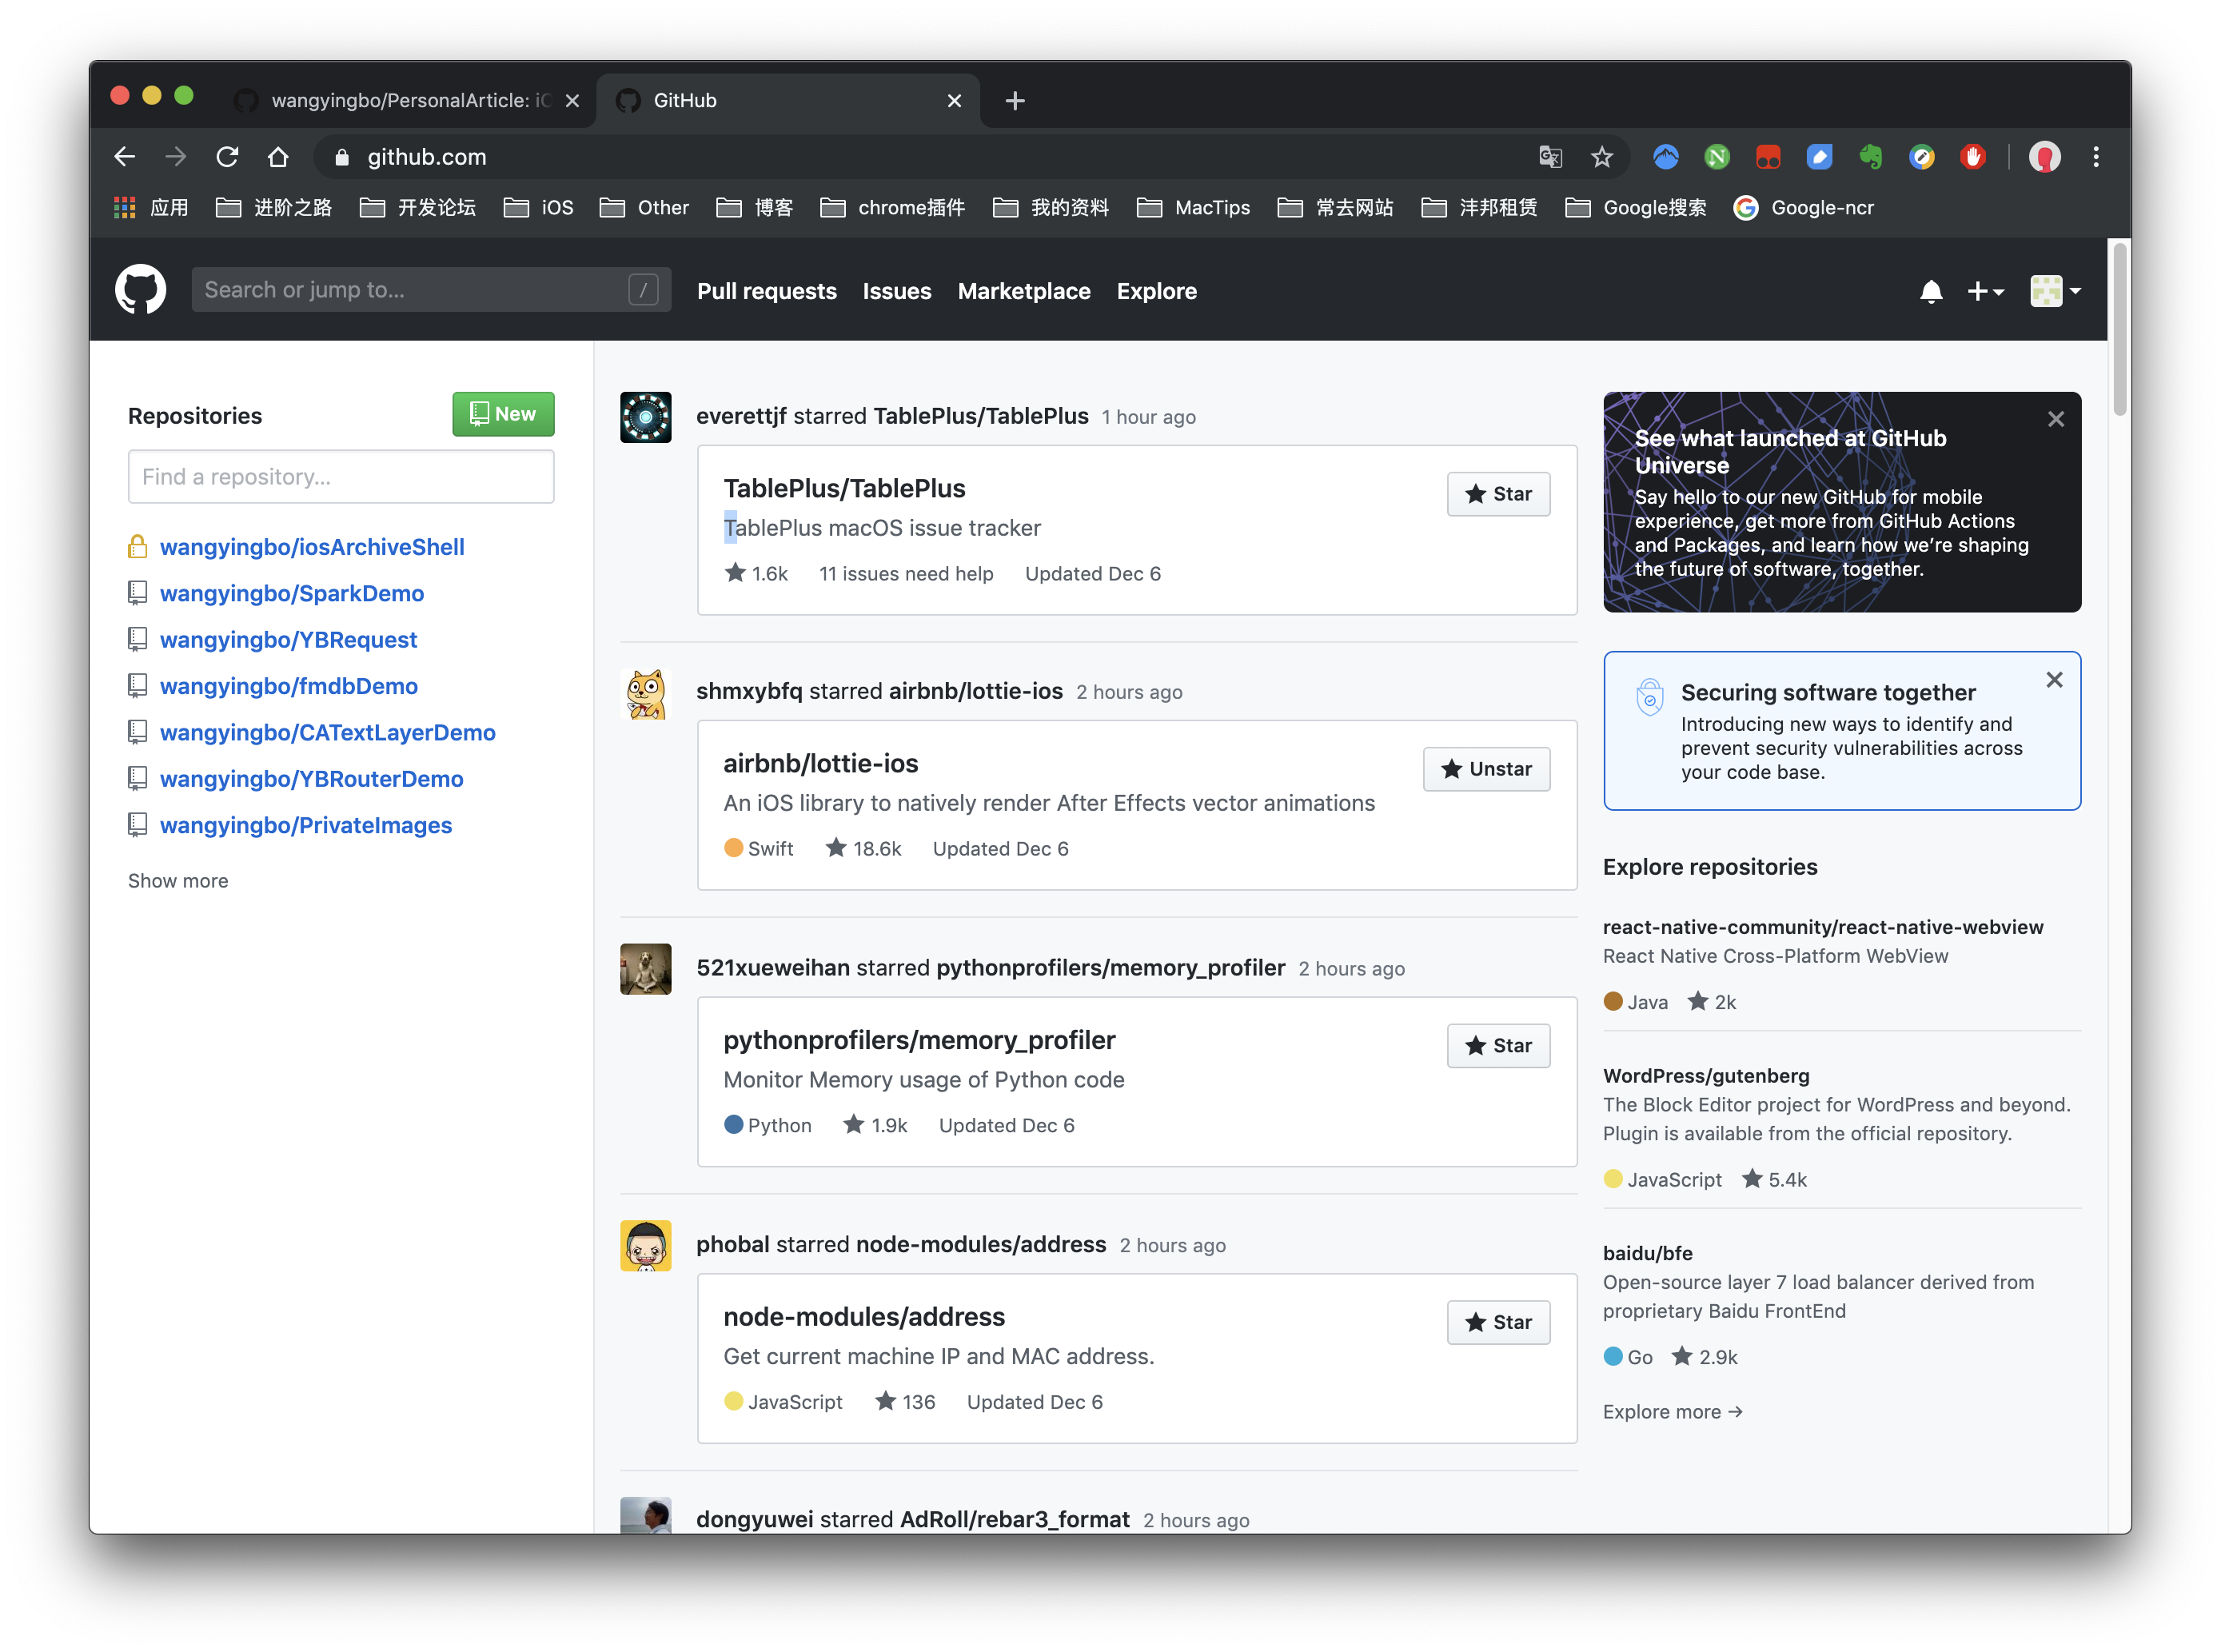 wangyingbo/PersonalArticle: iO
GitHub
github.com
应用
进阶之路
开发论坛
iOS
Other
博客
chrome插件
我的资料
MacTips
常去网站
沣邦租赁
Google搜索
Google-ncr
Search or jump to...
/
Pull requests
Issues
Marketplace
Explore
Repositories
New
Find a repository...
wangyingbo/iosArchiveShell
wangyingbo/SparkDemo
wangyingbo/YBRequest
wangyingbo/fmdbDemo
wangyingbo/CATextLayerDemo
wangyingbo/YBRouterDemo
wangyingbo/PrivateImages
Show more
everettjf starred TablePlus/TablePlus 1 hour ago
TablePlus/TablePlus
Star
TablePlus macOS issue tracker
1.6k 11 issues need help Updated Dec 6
shmxybfq starred airbnb/lottie-ios 2 hours ago
airbnb/lottie-ios
Unstar
An iOS library to natively render After Effects vector animations
Swift 18.6k Updated Dec 6
521xueweihan starred pythonprofilers/memory_profiler 2 hours ago
pythonprofilers/memory_profiler
Star
Monitor Memory usage of Python code
Python 1.9k Updated Dec 6
phobal starred node-modules/address 2 hours ago
node-modules/address
Star
Get current machine IP and MAC address.
JavaScript 136 Updated Dec 6
dongyuwei starred AdRoll/rebar3_format 2 hours ago
See what launched at GitHub
Universe
Say hello to our new GitHub for mobile
experience, get more from GitHub Actions
and Packages, and learn how we’re shaping
the future of software, together.
Securing software together
Introducing new ways to identify and
prevent security vulnerabilities across
your code base.
Explore repositories
react-native-community/react-native-webview
React Native Cross-Platform WebView
Java 2k
WordPress/gutenberg
The Block Editor project for WordPress and beyond.
Plugin is available from the official repository.
JavaScript 5.4k
baidu/bfe
Open-source layer 7 load balancer derived from
proprietary Baidu FrontEnd
Go 2.9k
Explore more →